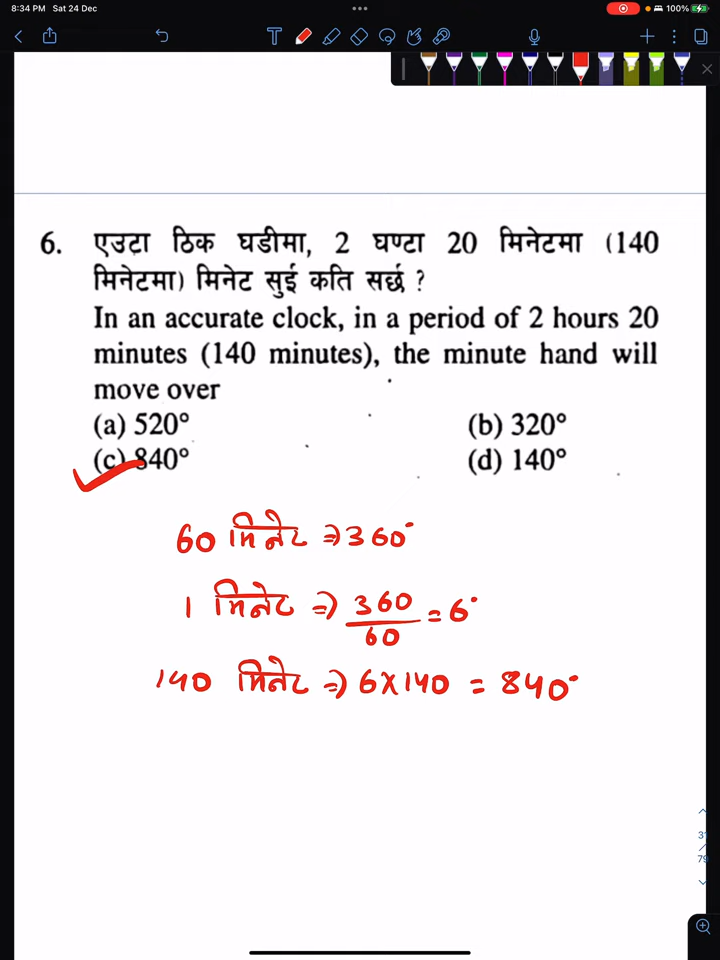 8:34 PM Sat 24 Dec
100%
6. एउटा ठिक घडीमा, 2 घण्टा 20 मिनेटमा (140
मिनेटमा) मिनेट सुई कति सर्छ ?
In an accurate clock, in a period of 2 hours 20
minutes (140 minutes), the minute hand will
move over
(a) 520° (b) 320°
(c) 840° (d) 140°
60 मिनेट ⇒ 360°
1 मिनेट ⇒ 360/60 = 6°
140 मिनेट ⇒ 6×140 = 840°
31
/
79